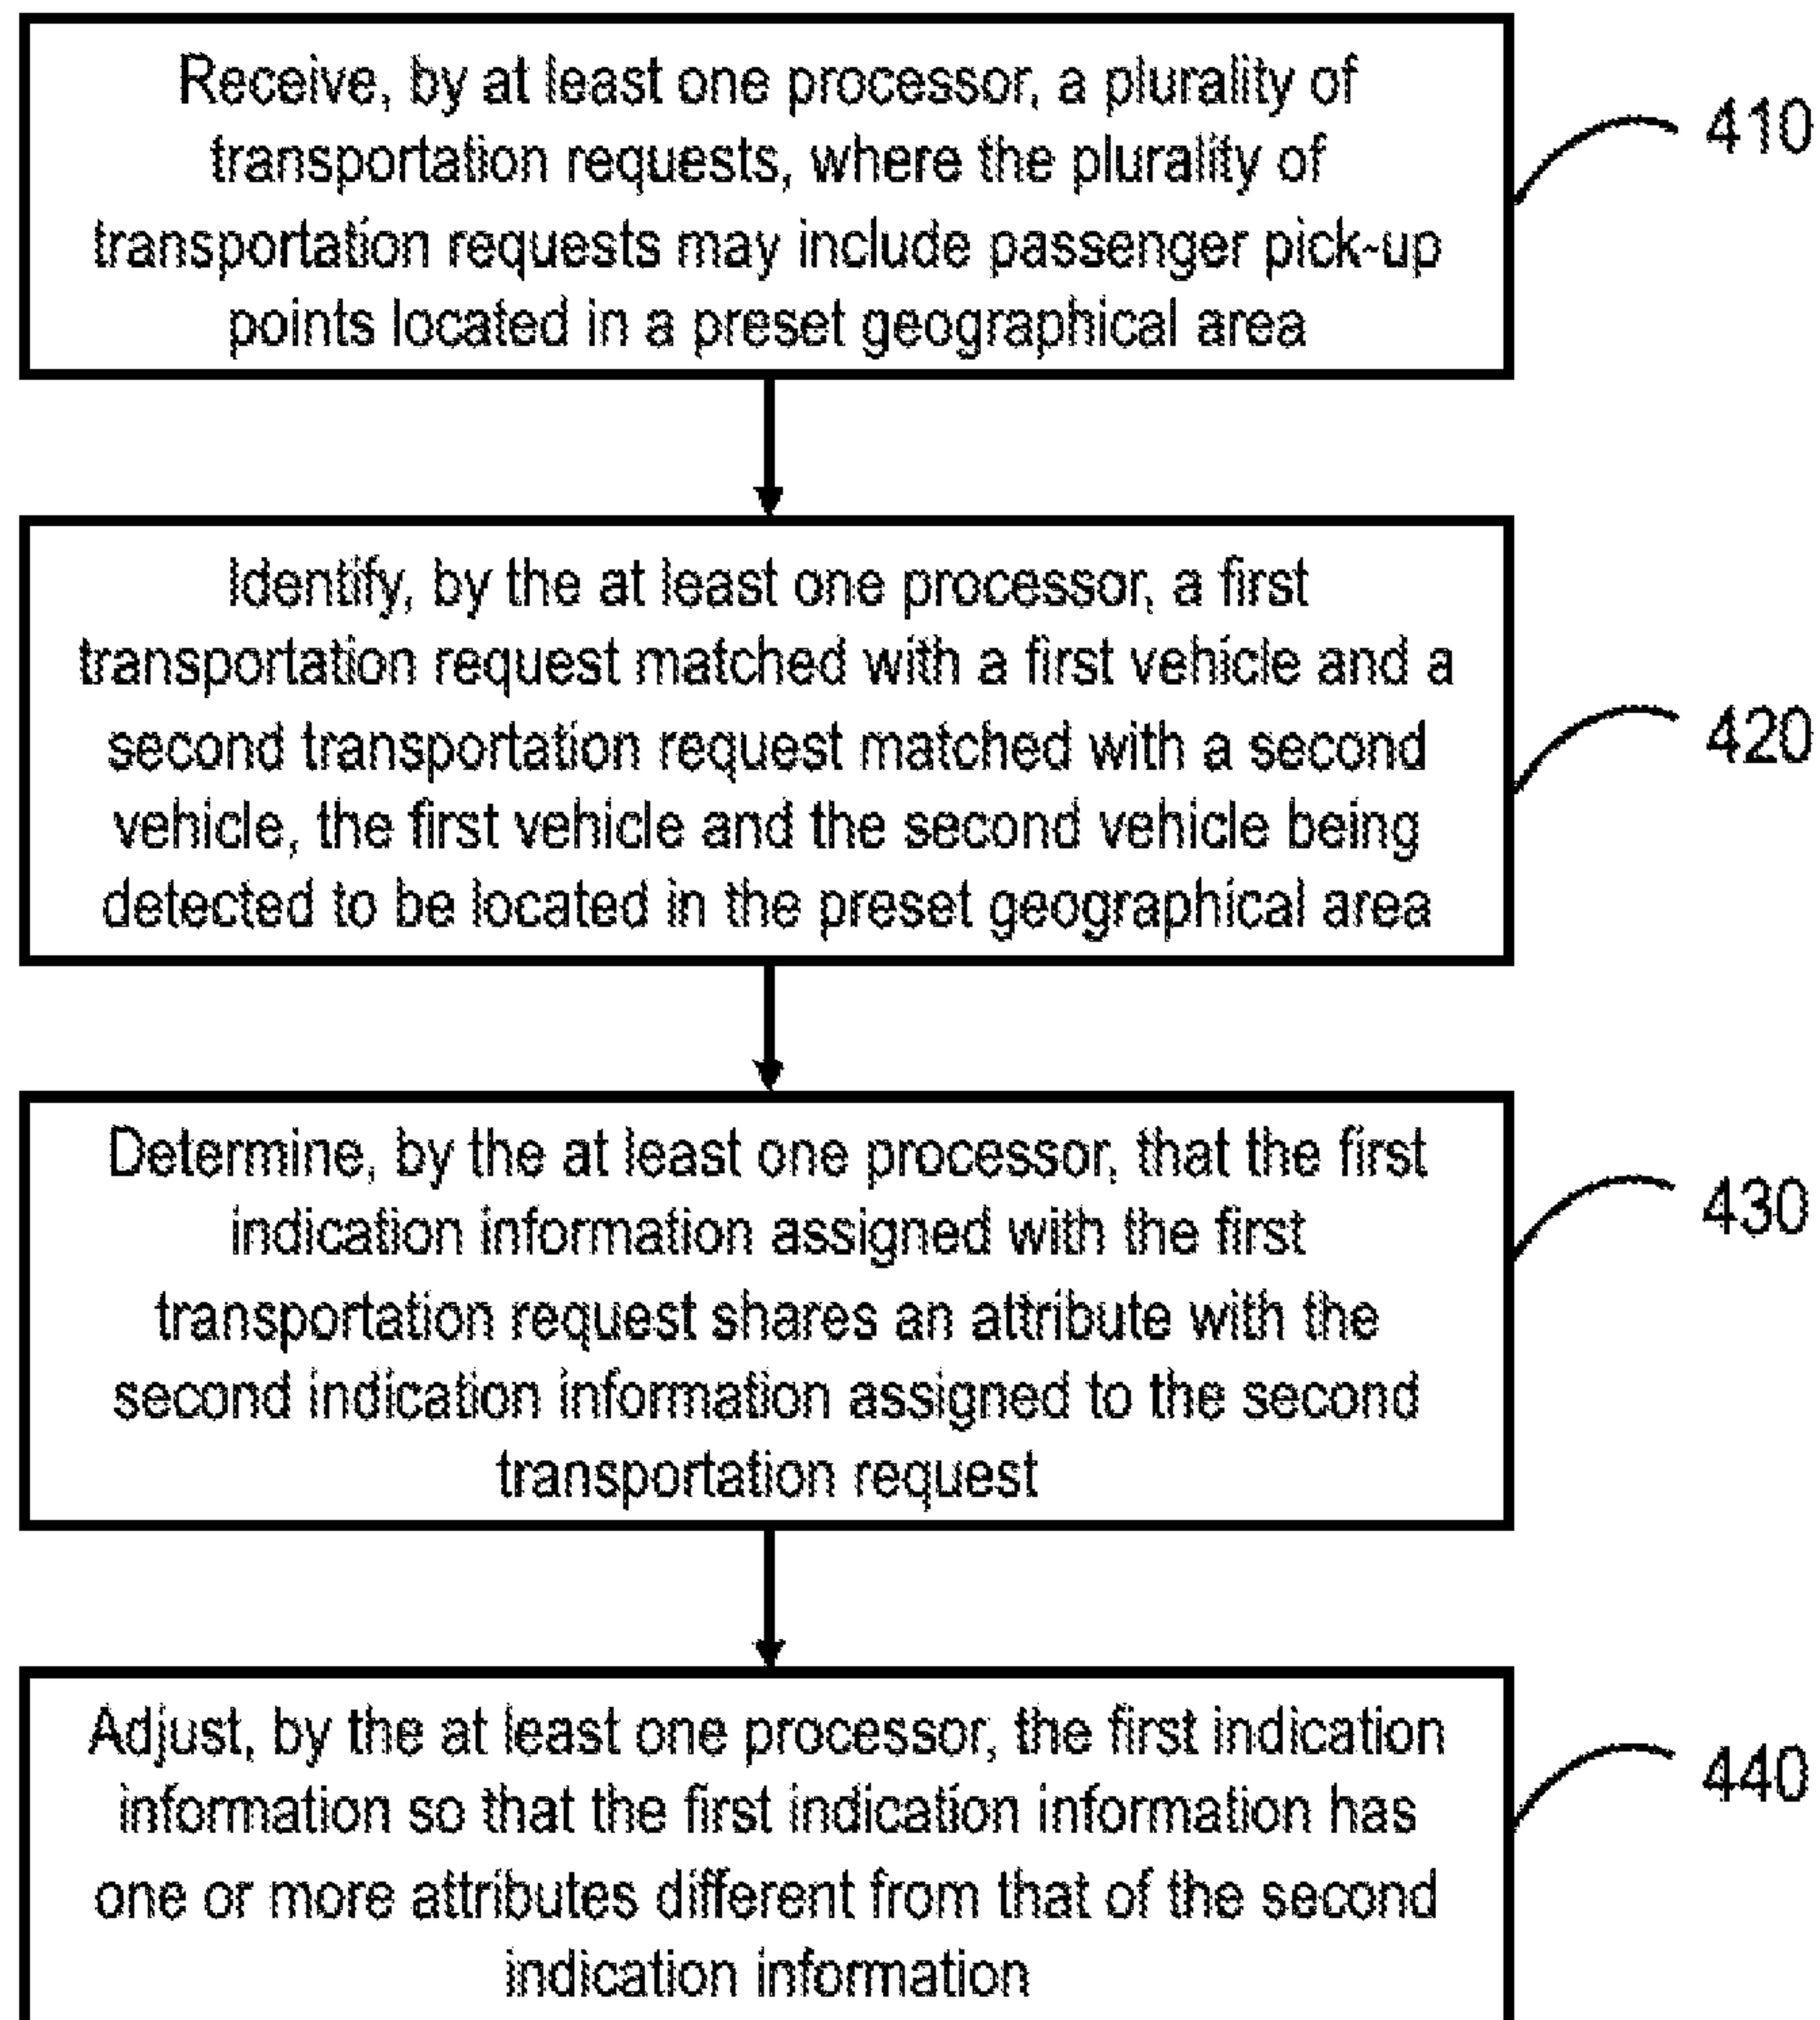 Receive, by at least one processor, a plurality of
transportation requests, where the plurality of
transportation requests may include passenger pick-up
points located in a preset geographical area
410
Identify, by the at least one processor, a first
transportation request matched with a first vehicle and a
second transportation request matched with a second
vehicle, the first vehicle and the second vehicle being
detected to be located in the preset geographical area
420
Determine, by the at least one processor, that the first
indication information assigned with the first
transportation request shares an attribute with the
second indication information assigned to the second
transportation request
430
Adjust, by the at least one processor, the first indication
information so that the first indication information has
one or more attributes different from that of the second
indication information
440